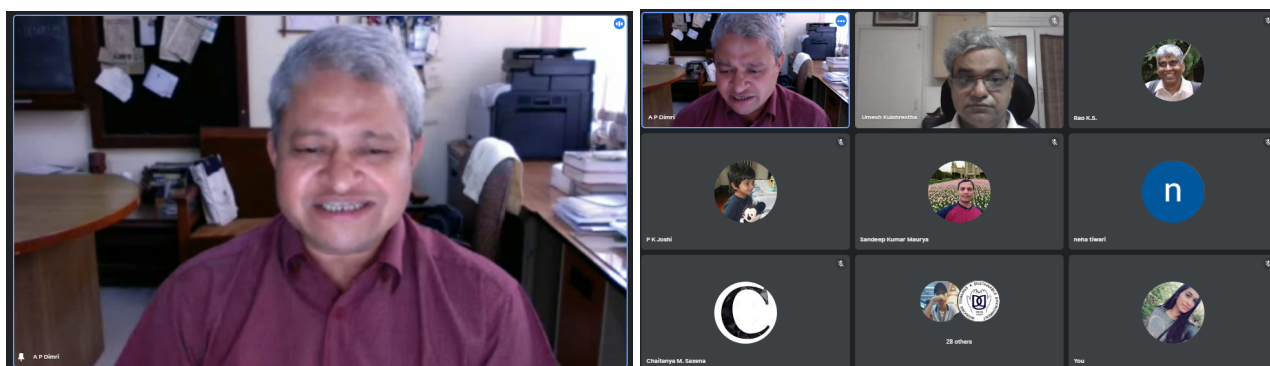 A P Dimri
A P Dimri
Umesh Kulshrestha
Rao K.S.
P K Joshi
Sandeep Kumar Maurya
n
neha tiwari
C
Chaitanya M. Saxena
28 others
You